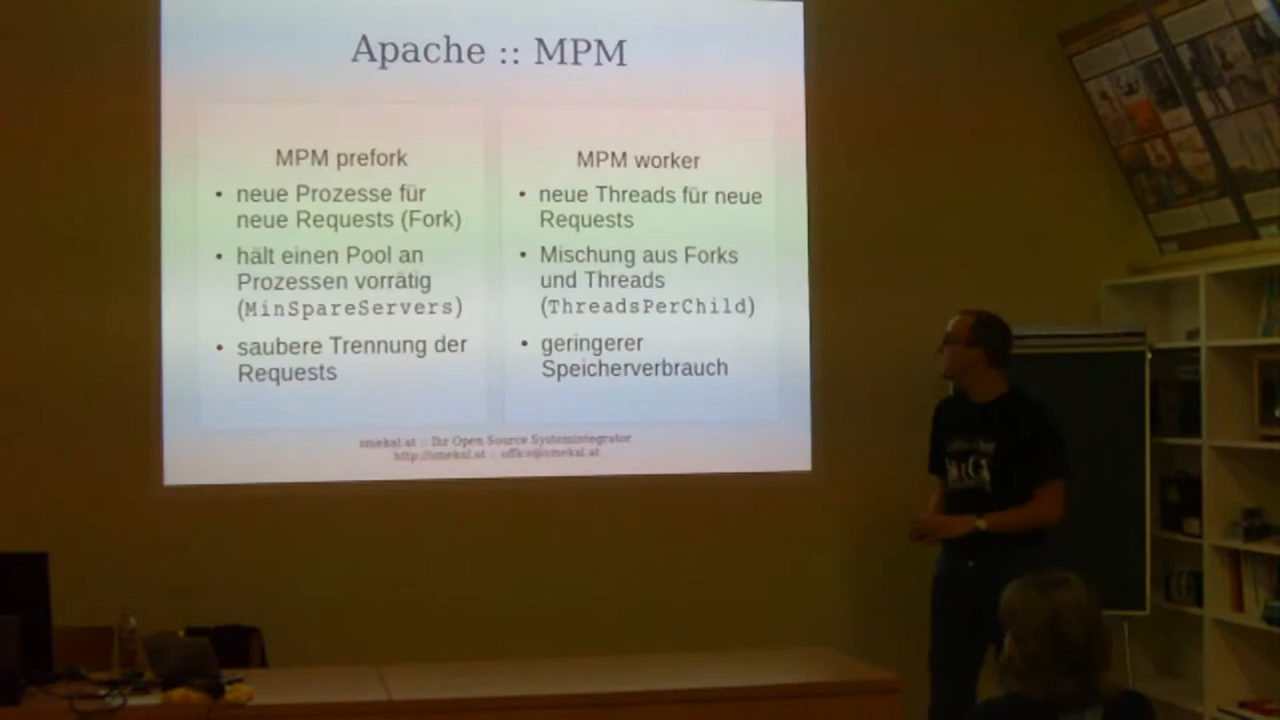 Apache :: MPM
MPM prefork
• neue Prozesse für
neue Requests (Fork)
• hält einen Pool an
Prozessen vorrätig
(MinSpareServers)
• saubere Trennung der
Requests
MPM worker
• neue Threads für neue
Requests
• Mischung aus Forks
und Threads
(ThreadsPerChild)
• geringerer
Speicherverbrauch
smekal.at :: Ihr Open Source Systemintegrator
http://smekal.at :: office@smekal.at